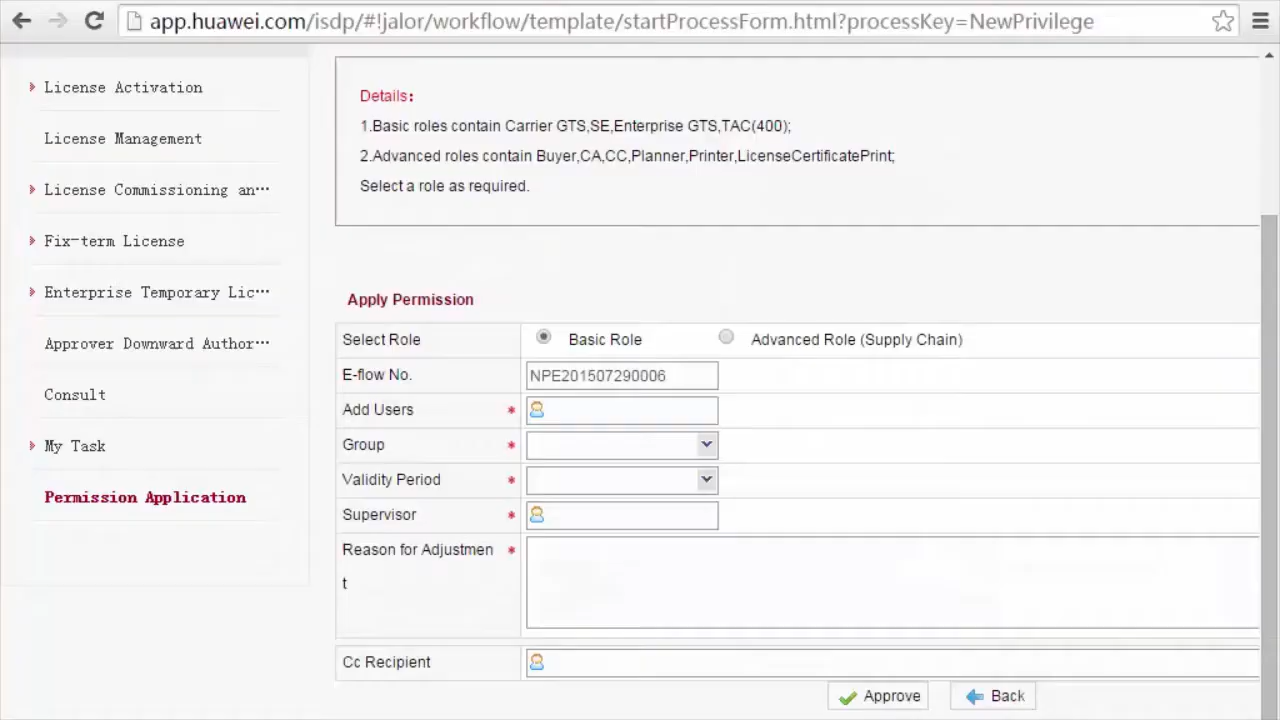 app.huawei.com/isdp/#!jalor/workflow/template/startProcessForm.html?processKey=NewPrivilege
License Activation
License Management
License Commissioning an···
Fix-term License
Enterprise Temporary Lic···
Approver Downward Author···
Consult
My Task
Permission Application
Details:
1.Basic roles contain Carrier GTS,SE,Enterprise GTS,TAC(400);
2.Advanced roles contain Buyer,CA,CC,Planner,Printer,LicenseCertificatePrint;
Select a role as required.
Apply Permission
Select Role Basic Role Advanced Role (Supply Chain)
E-flow No. NPE201507290006
Add Users *
Group *
Validity Period *
Supervisor *
Reason for Adjustmen *
t
Cc Recipient
Approve Back